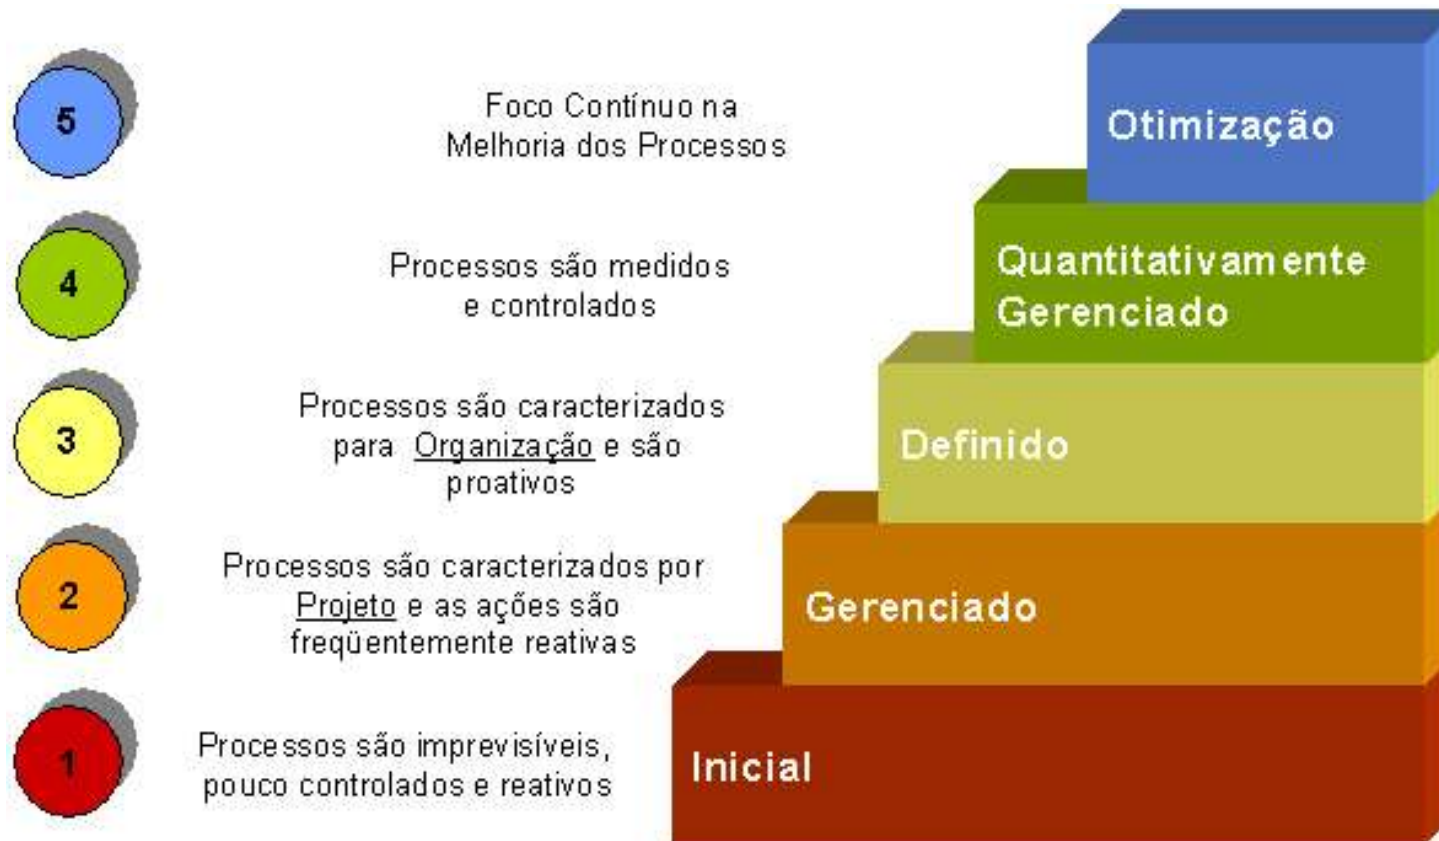 5
Foco Contínuo na
Melhoria dos Processos
Otimização
4
Processos são medidos
e controlados
Quantitativamente
Gerenciado
3
Processos são caracterizados
para Organização e são
proativos
Definido
2
Processos são caracterizados por
Projeto e as ações são
freqüentemente reativas
Gerenciado
1
Processos são imprevisíveis,
pouco controlados e reativos
Inicial